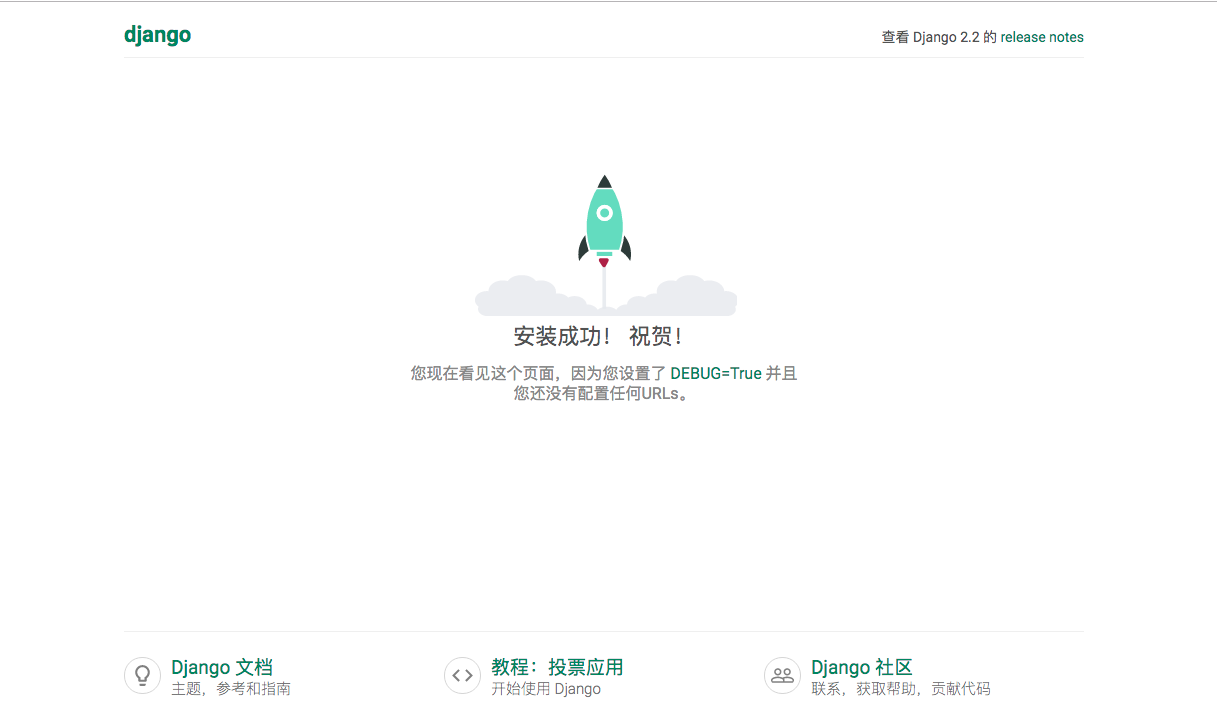 django
查看 Django 2.2 的 release notes
安装成功！ 祝贺！
您现在看见这个页面，因为您设置了 DEBUG=True 并且
您还没有配置任何URLs。
Django 文档
主题，参考和指南
教程：投票应用
开始使用 Django
Django 社区
联系，获取帮助，贡献代码